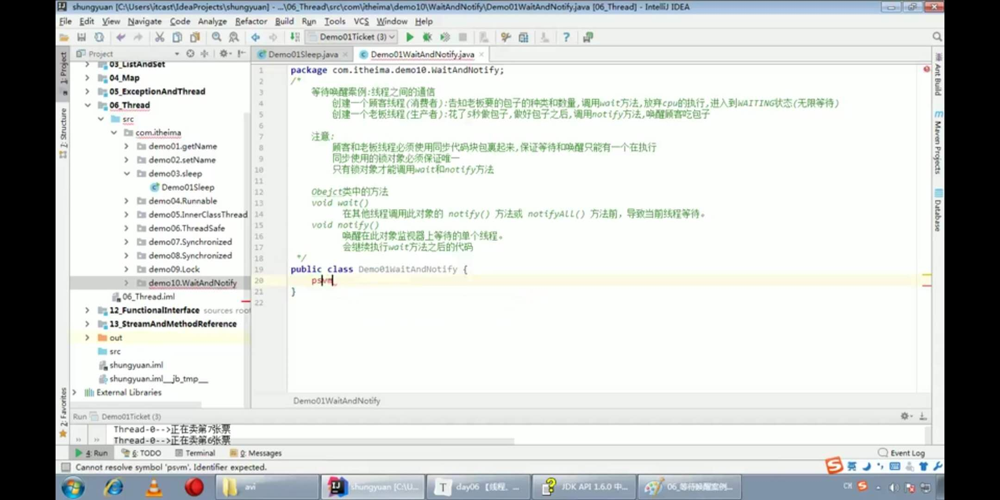 shungyuan [C:\Users\itcast\IdeaProjects\shungyuan] - ...\06_Thread\src\com\itheima\demo10\WaitAndNotify\Demo01WaitAndNotify.java [06_Thread] - IntelliJ IDEA
File Edit View Navigate Code Analyze Refactor Build Run Tools VCS Window Help
Demo01Ticket (3)
Project
Demo01Sleep.java
Demo01WaitAndNotify.java
1: Project
Z: Structure
2: Favorites
03_ListAndSet
04_Map
05_ExceptionAndThread
06_Thread
src
com.itheima
demo01.getName
demo02.setName
demo03.sleep
Demo01Sleep
demo04.Runnable
demo05.InnerClassThread
demo06.ThreadSafe
demo07.Synchronized
demo08.Synchronized
demo09.Lock
demo10.WaitAndNotify
06_Thread.iml
12_FunctionalInterface sources root
13_StreamAndMethodReference
out
src
shungyuan.iml
shungyuan.iml__jb_tmp__
External Libraries
1 package com.itheima.demo10.WaitAndNotify;
2 /*
3 等待唤醒案例:线程之间的通信
4 创建一个顾客线程(消费者):告知老板要的包子的种类和数量,调用wait方法,放弃cpu的执行,进入到WAITING状态(无限等待)
5 创建一个老板线程(生产者):花了5秒做包子,做好包子之后,调用notify方法,唤醒顾客吃包子
6
7 注意:
8 顾客和老板线程必须使用同步代码块包裹起来,保证等待和唤醒只能有一个在执行
9 同步使用的锁对象必须保证唯一
10 只有锁对象才能调用wait和notify方法
11
12 Obejct类中的方法
13 void wait()
14 在其他线程调用此对象的 notify() 方法或 notifyAll() 方法前，导致当前线程等待。
15 void notify()
16 唤醒在此对象监视器上等待的单个线程。
17 会继续执行wait方法之后的代码
18 */
19 public class Demo01WaitAndNotify {
20 psvm
21 }
22
Demo01WaitAndNotify
Ant Build
Maven Projects
Database
Run Demo01Ticket (3)
Thread-0-->正在卖第7张票
Thread-0-->正在卖第6张票
4: Run 6: TODO Terminal 0: Messages Event Log
Cannot resolve symbol 'psvm'. Identifier expected.
英
avi
shungyuan [C:\U...
day06 【线程、...
JDK API 1.6.0 中...
06_等待唤醒案例...
CH